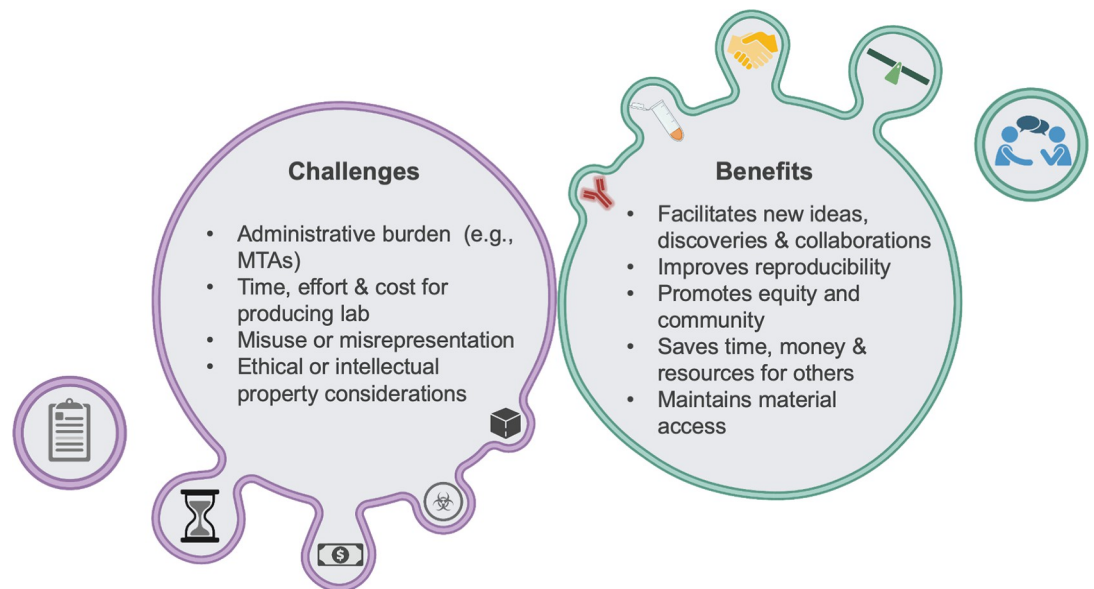 Challenges
• Administrative burden (e.g.,
MTAs)
• Time, effort & cost for
producing lab
• Misuse or misrepresentation
• Ethical or intellectual
property considerations
$
Benefits
• Facilitates new ideas,
discoveries & collaborations
• Improves reproducibility
• Promotes equity and
community
• Saves time, money &
resources for others
• Maintains material
access